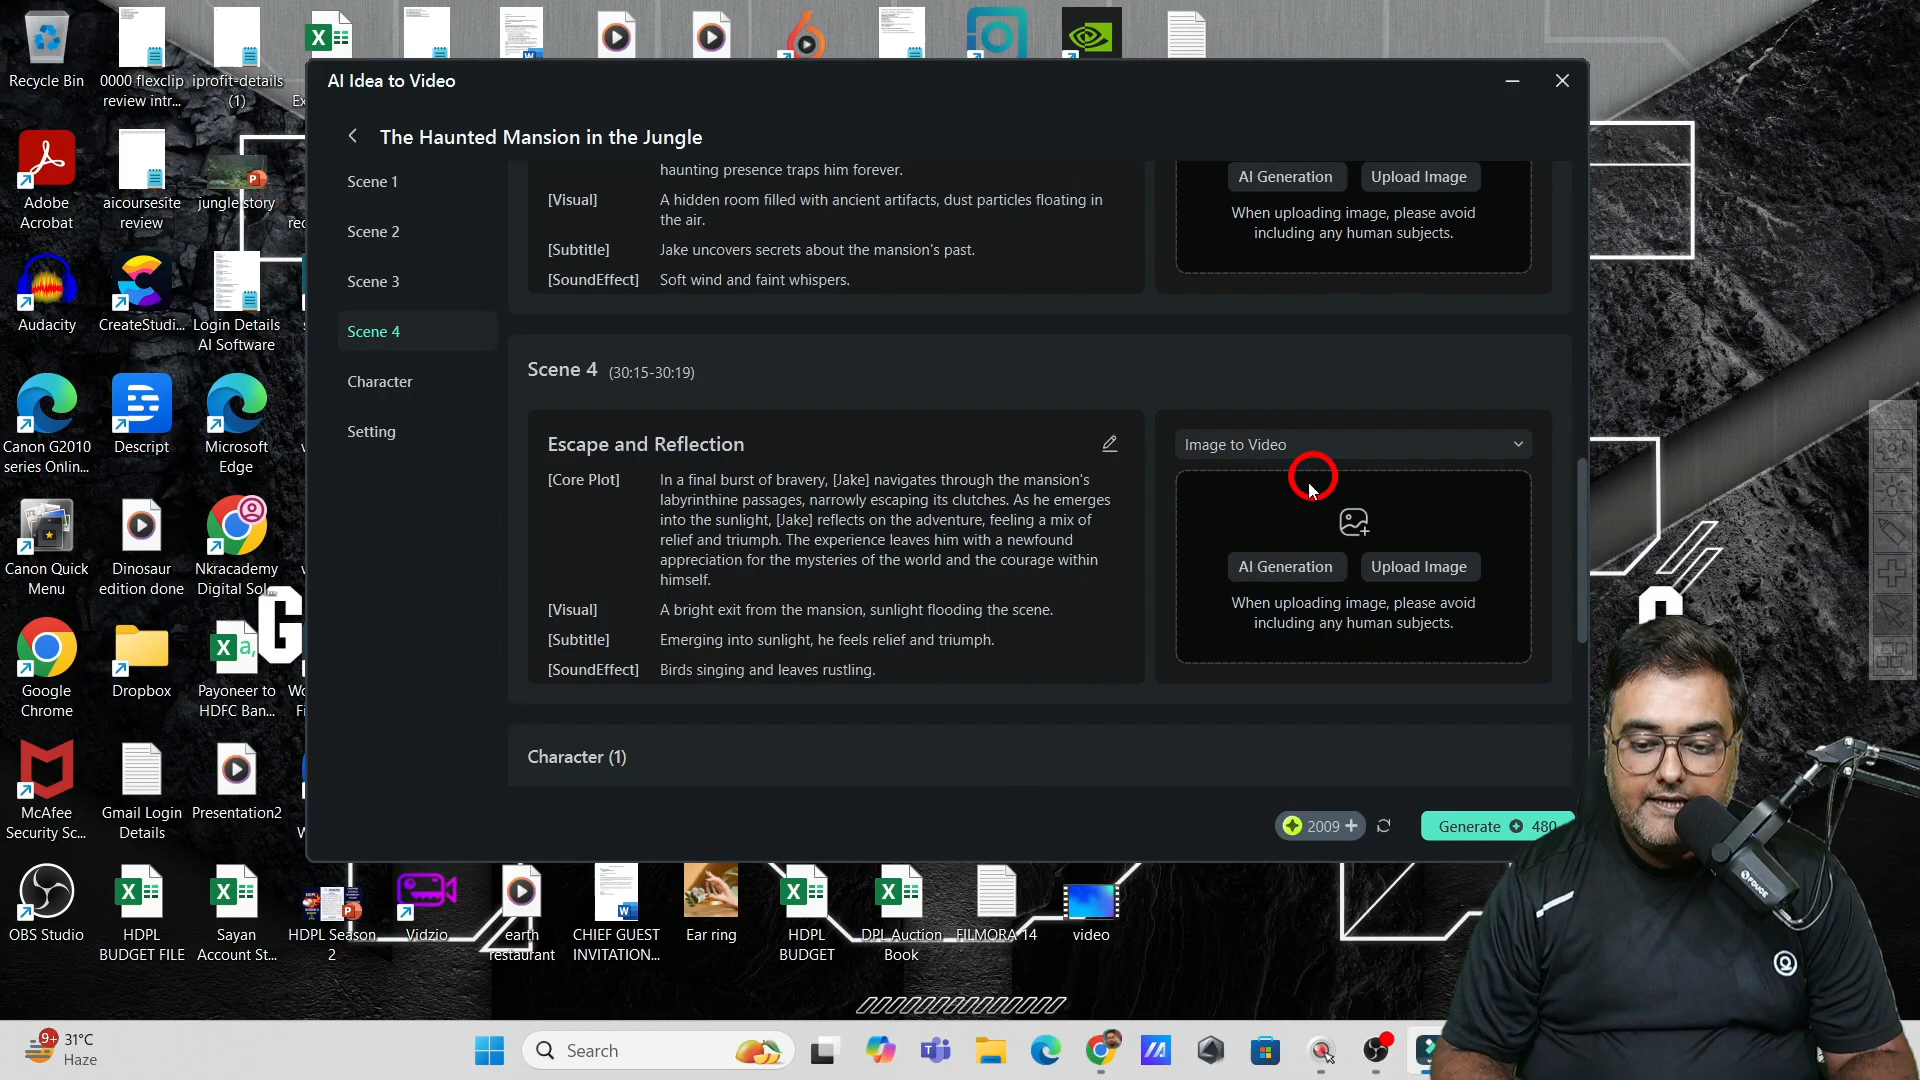 Recycle Bin
0000 flexclip
review intr...
iprofit-details
(1)
Ex
AI Idea to Video
The Haunted Mansion in the Jungle
Scene 1
Scene 2
Scene 3
Scene 4
Character
Setting
haunting presence traps him forever.
[Visual]
A hidden room filled with ancient artifacts, dust particles floating in
the air.
[Subtitle]
Jake uncovers secrets about the mansion's past.
[SoundEffect]
Soft wind and faint whispers.
AI Generation
Upload Image
When uploading image, please avoid
including any human subjects.
Scene 4 (30:15-30:19)
Escape and Reflection
[Core Plot]
In a final burst of bravery, [Jake] navigates through the mansion's
labyrinthine passages, narrowly escaping its clutches. As he emerges
into the sunlight, [Jake] reflects on the adventure, feeling a mix of
relief and triumph. The experience leaves him with a newfound
appreciation for the mysteries of the world and the courage within
himself.
[Visual]
A bright exit from the mansion, sunlight flooding the scene.
[Subtitle]
Emerging into sunlight, he feels relief and triumph.
[SoundEffect]
Birds singing and leaves rustling.
Image to Video
AI Generation
Upload Image
When uploading image, please avoid
including any human subjects.
Character (1)
2009
Generate 480
Adobe
Acrobat
aicoursesite
review
jungle story
rec
Audacity
CreateStudi...
Login Details
AI Software
Canon G2010
series Onlin...
Descript
Microsoft
Edge
Canon Quick
Menu
Dinosaur
edition done
Nkracademy
Digital Sol...
Google
Chrome
Dropbox
Payoneer to
HDFC Ban...
Wo
Fi
McAfee
Security Sc...
Gmail Login
Details
Presentation2
OBS Studio
HDPL
BUDGET FILE
Sayan
Account St...
HDPL Season
2
Vidzio
earth
restaurant
CHIEF GUEST
INVITATION...
Ear ring
HDPL
BUDGET
DPL Auction
Book
FILMORA 14
video
G
31°C
Haze
9+
Search